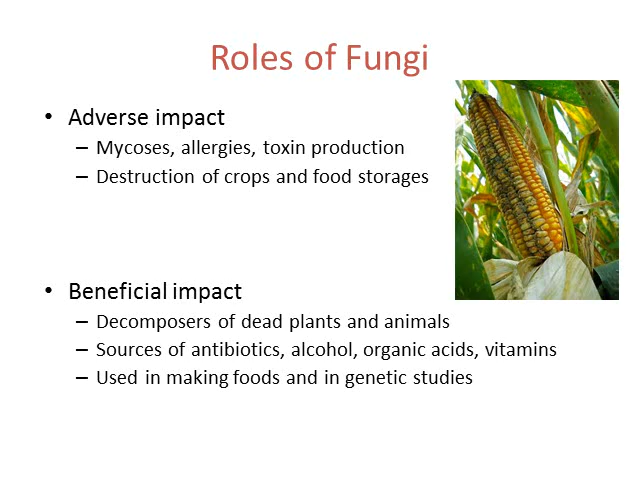 Roles of Fungi
• Adverse impact
– Mycoses, allergies, toxin production
– Destruction of crops and food storages
• Beneficial impact
– Decomposers of dead plants and animals
– Sources of antibiotics, alcohol, organic acids, vitamins
– Used in making foods and in genetic studies